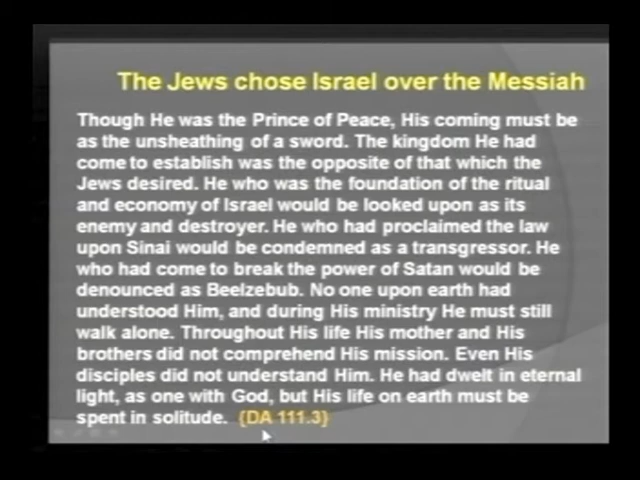 The Jews chose Israel over the Messiah
Though He was the Prince of Peace, His coming must be
as the unsheathing of a sword. The kingdom He had
come to establish was the opposite of that which the
Jews desired. He who was the foundation of the ritual
and economy of Israel would be looked upon as its
enemy and destroyer. He who had proclaimed the law
upon Sinai would be condemned as a transgressor. He
who had come to break the power of Satan would be
denounced as Beelzebub. No one upon earth had
understood Him, and during His ministry He must still
walk alone. Throughout His life His mother and His
brothers did not comprehend His mission. Even His
disciples did not understand Him. He had dwelt in eternal
light, as one with God, but His life on earth must be
spent in solitude. {DA 111.3}